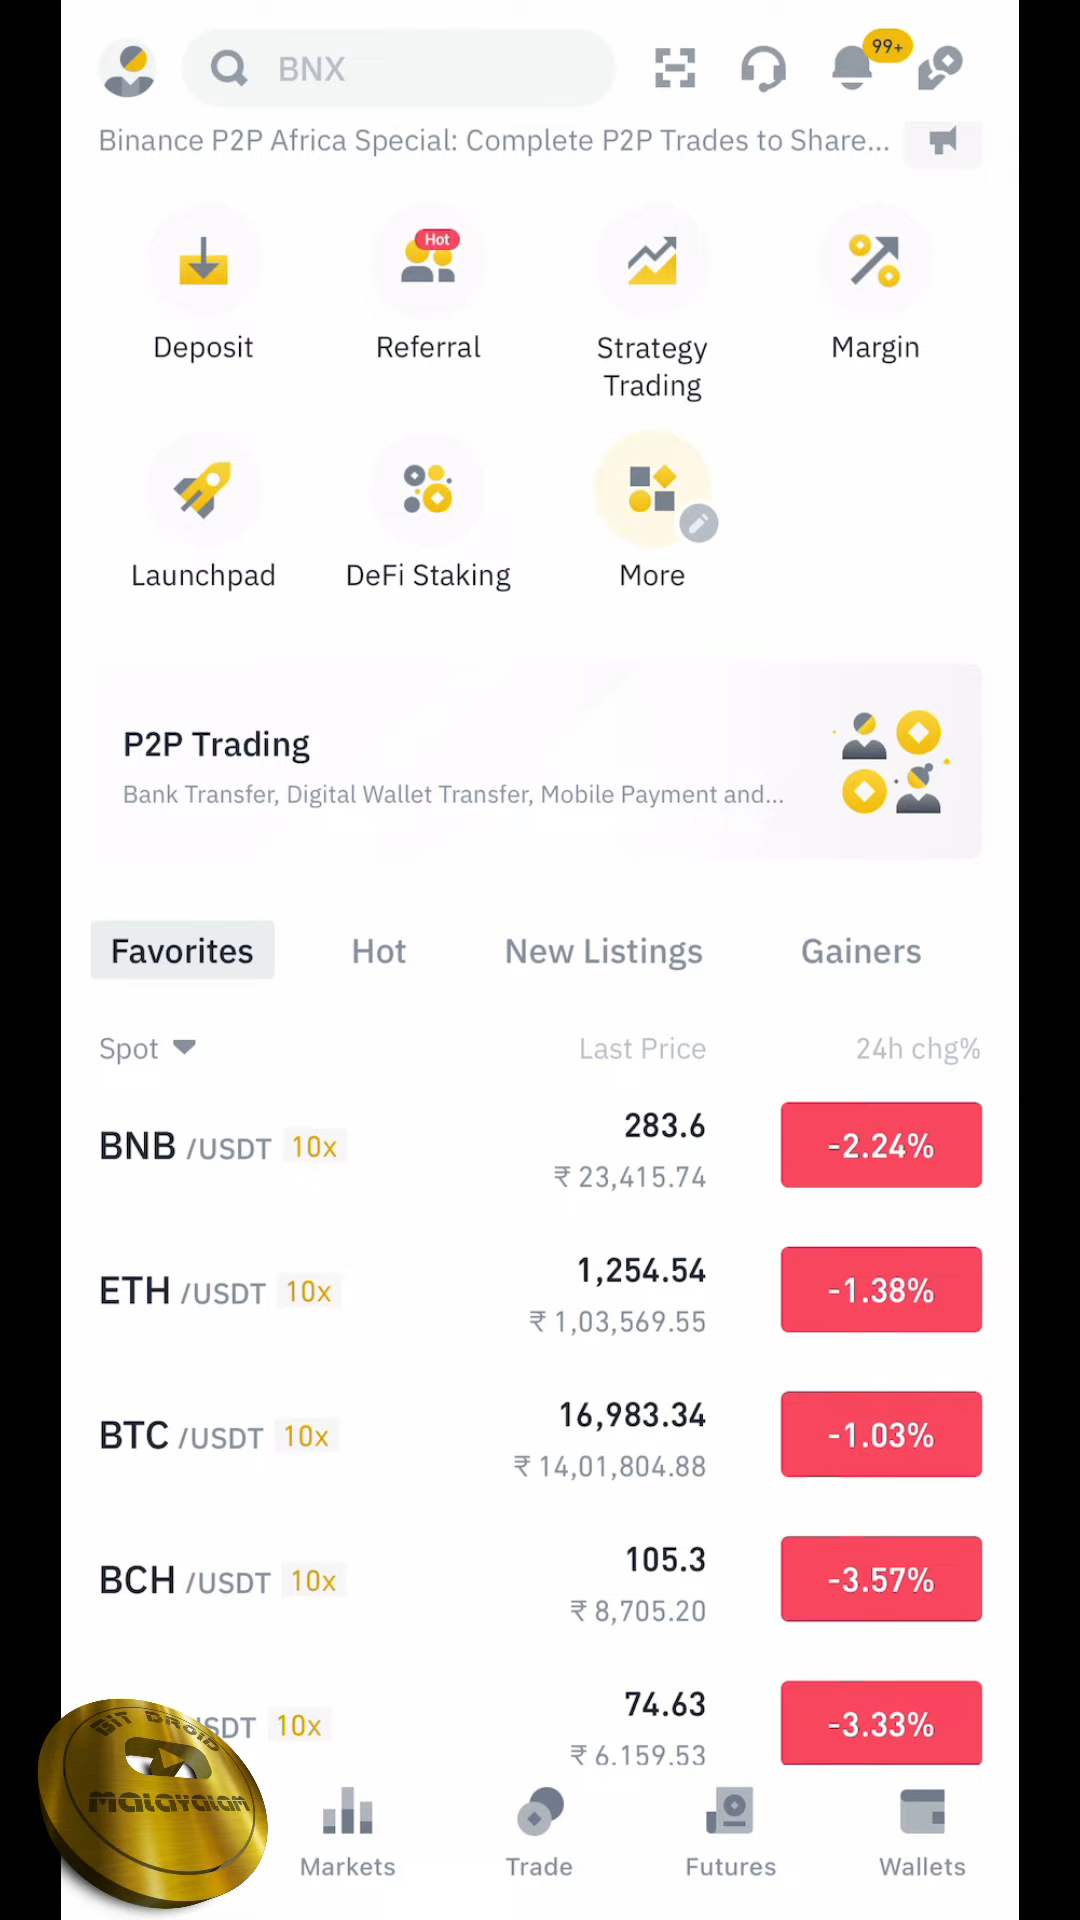 BNX
99+
Binance P2P Africa Special: Complete P2P Trades to Share...
Hot
Deposit
Referral
Strategy
Trading
Margin
Launchpad
DeFi Staking
More
P2P Trading
Bank Transfer, Digital Wallet Transfer, Mobile Payment and...
Favorites Hot New Listings Gainers
Spot Last Price 24h chg%
BNB /USDT 10x 283.6 -2.24%
₹ 23,415.74
ETH /USDT 10x 1,254.54 -1.38%
₹ 1,03,569.55
BTC /USDT 10x 16,983.34 -1.03%
₹ 14,01,804.88
BCH /USDT 10x 105.3 -3.57%
₹ 8,705.20
SDT 10x 74.63 -3.33%
₹ 6,159.53
BIT DROID
MALAYALAM
Markets Trade Futures Wallets